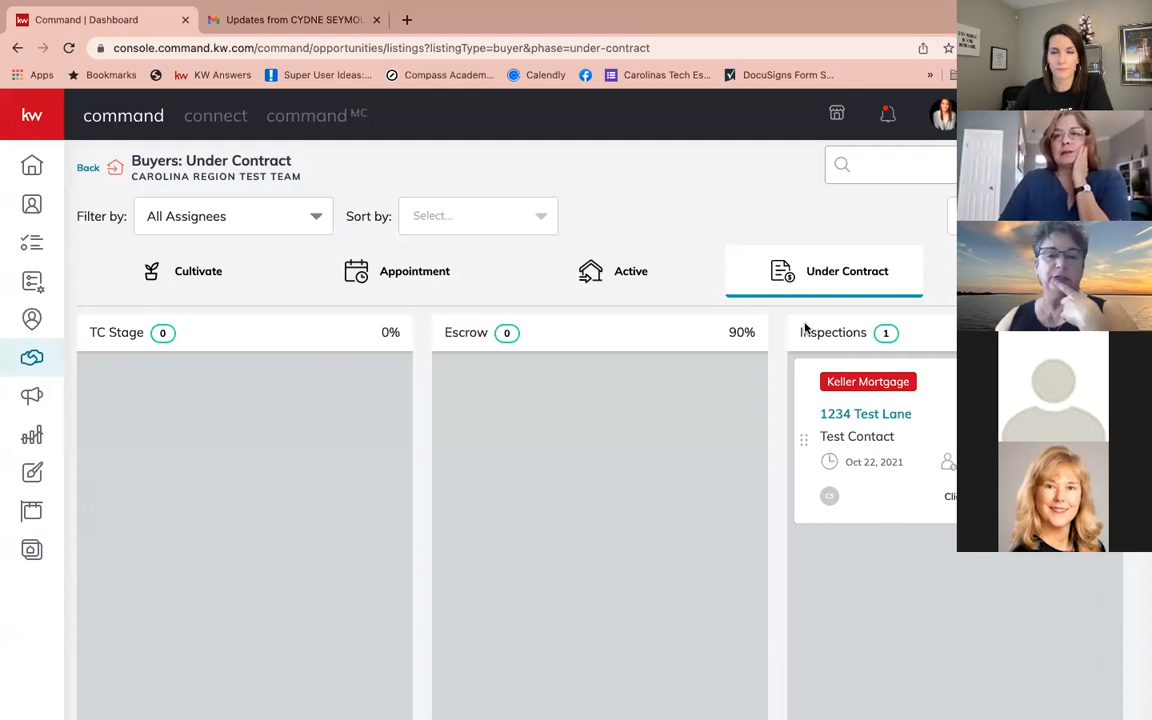 kw Command | Dashboard
Updates from CYDNE SEYMOU
console.command.kw.com/command/opportunities/listings?listingType=buyer&phase=under-contract
Apps Bookmarks kw KW Answers Super User Ideas:... Compass Academ... Calendly Carolinas Tech Es... DocuSigns Form S... »
kw command connect command MC
Back Buyers: Under Contract
CAROLINA REGION TEST TEAM
Filter by: All Assignees Sort by: Select...
Cultivate Appointment Active Under Contract
TC Stage 0 0% Escrow 0 90% Inspections 1
Keller Mortgage
1234 Test Lane
Test Contact
Oct 22, 2021
CS Clie